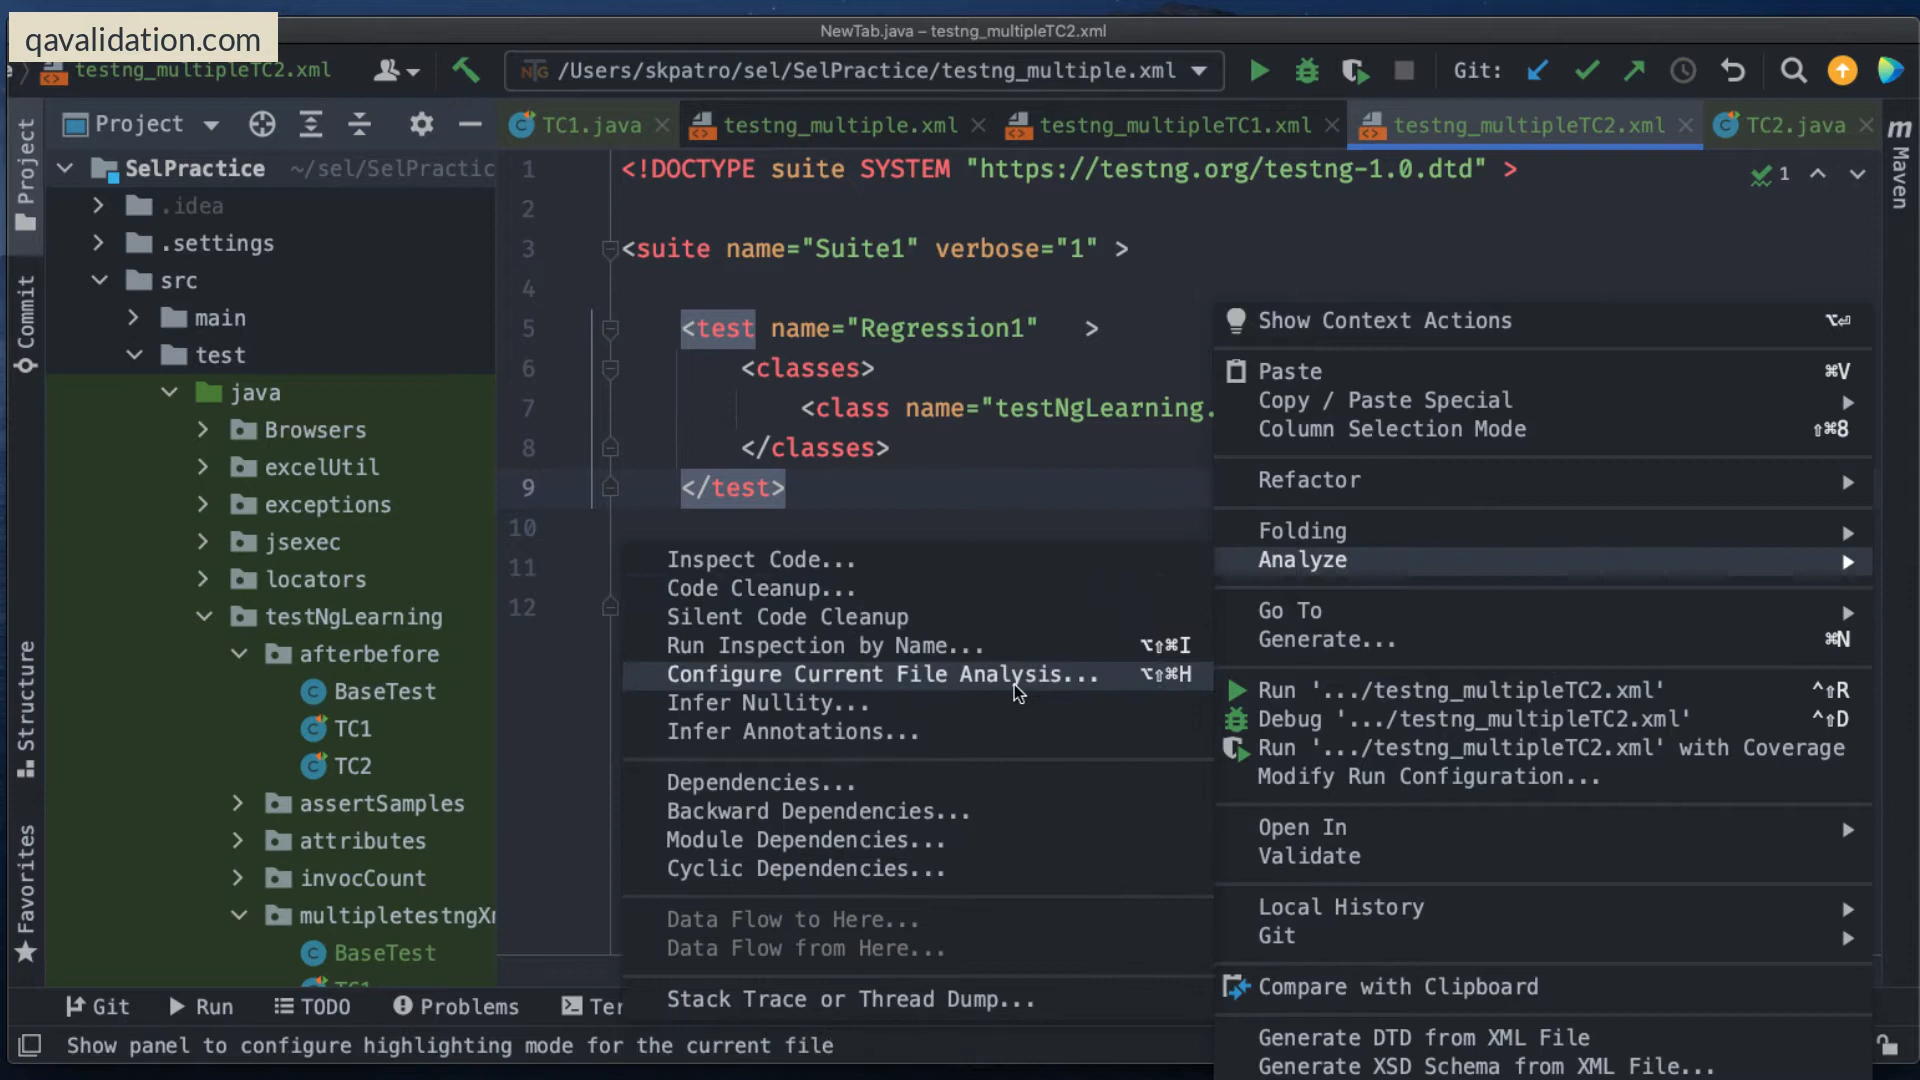 qavalidation.com
NewTab.java – testng_multipleTC2.xml
testng_multipleTC2.xml
/Users/skpatro/sel/SelPractice/testng_multiple.xml
Git:
Project
TC1.java
testng_multiple.xml
testng_multipleTC1.xml
testng_multipleTC2.xml
TC2.java
Project
Commit
Structure
Favorites
m
Maven
SelPractice ~/sel/SelPractic
.idea
.settings
src
main
test
java
Browsers
excelUtil
exceptions
jsexec
locators
testNgLearning
afterbefore
BaseTest
TC1
TC2
assertSamples
attributes
invocCount
multipletestngXm
BaseTest
TC1
1 <!DOCTYPE suite SYSTEM "https://testng.org/testng-1.0.dtd" >
1
2
3 <suite name="Suite1" verbose="1" >
4
5 <test name="Regression1" >
6 <classes>
7 <class name="testNgLearning.
8 </classes>
9 </test>
10
11
12
Inspect Code...
Code Cleanup...
Silent Code Cleanup
Run Inspection by Name... ⌥⇧⌘I
Configure Current File Analysis... ⌥⇧⌘H
Infer Nullity...
Infer Annotations...
Dependencies...
Backward Dependencies...
Module Dependencies...
Cyclic Dependencies...
Data Flow to Here...
Data Flow from Here...
Stack Trace or Thread Dump...
Show Context Actions ⌥⏎
Paste ⌘V
Copy / Paste Special
Column Selection Mode ⇧⌘8
Refactor
Folding
Analyze
Go To
Generate... ⌘N
Run '.../testng_multipleTC2.xml' ^⇧R
Debug '.../testng_multipleTC2.xml' ^⇧D
Run '.../testng_multipleTC2.xml' with Coverage
Modify Run Configuration...
Open In
Validate
Local History
Git
Compare with Clipboard
Generate DTD from XML File
Generate XSD Schema from XML File...
Git
Run
TODO
Problems
Ter
Show panel to configure highlighting mode for the current file